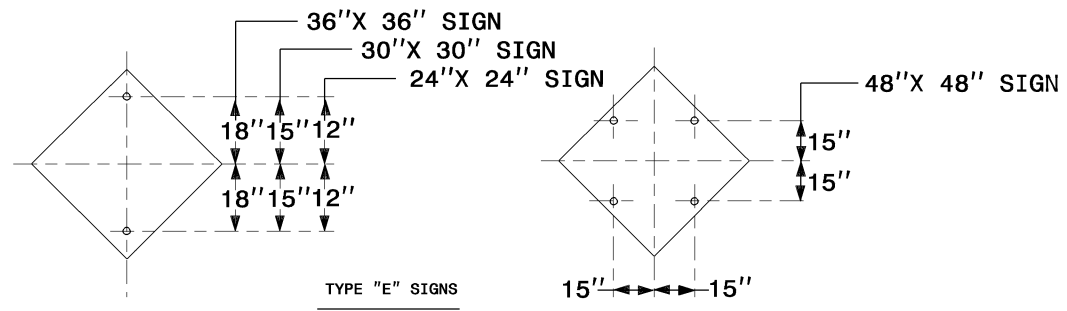 36"X 36" SIGN
30"X 30" SIGN
24"X 24" SIGN
18" 15" 12"
18" 15" 12"
48"X 48" SIGN
15"
15"
15" 15"
TYPE "E" SIGNS